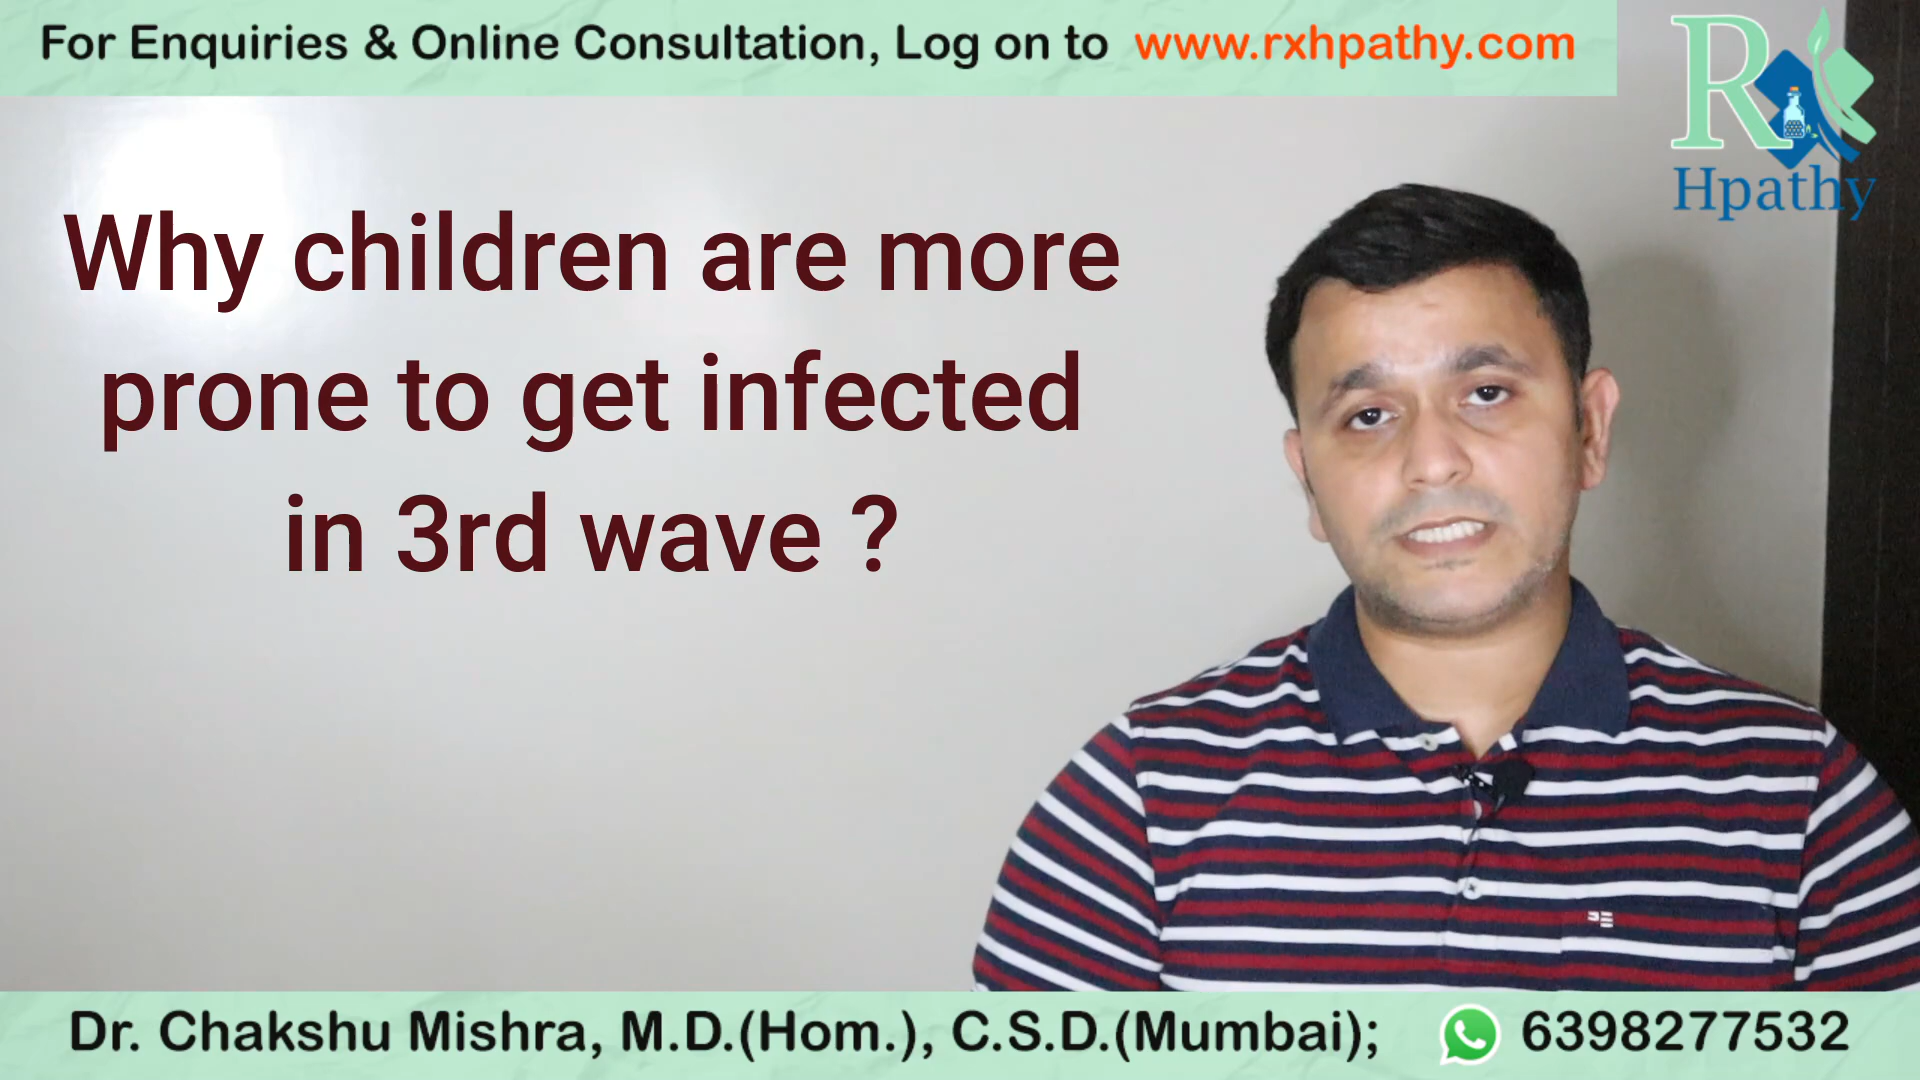 For Enquiries & Online Consultation, Log on to www.rxhpathy.com
Rx
Hpathy
Why children are more
prone to get infected
in 3rd wave ?
Dr. Chakshu Mishra, M.D.(Hom.), C.S.D.(Mumbai); 6398277532